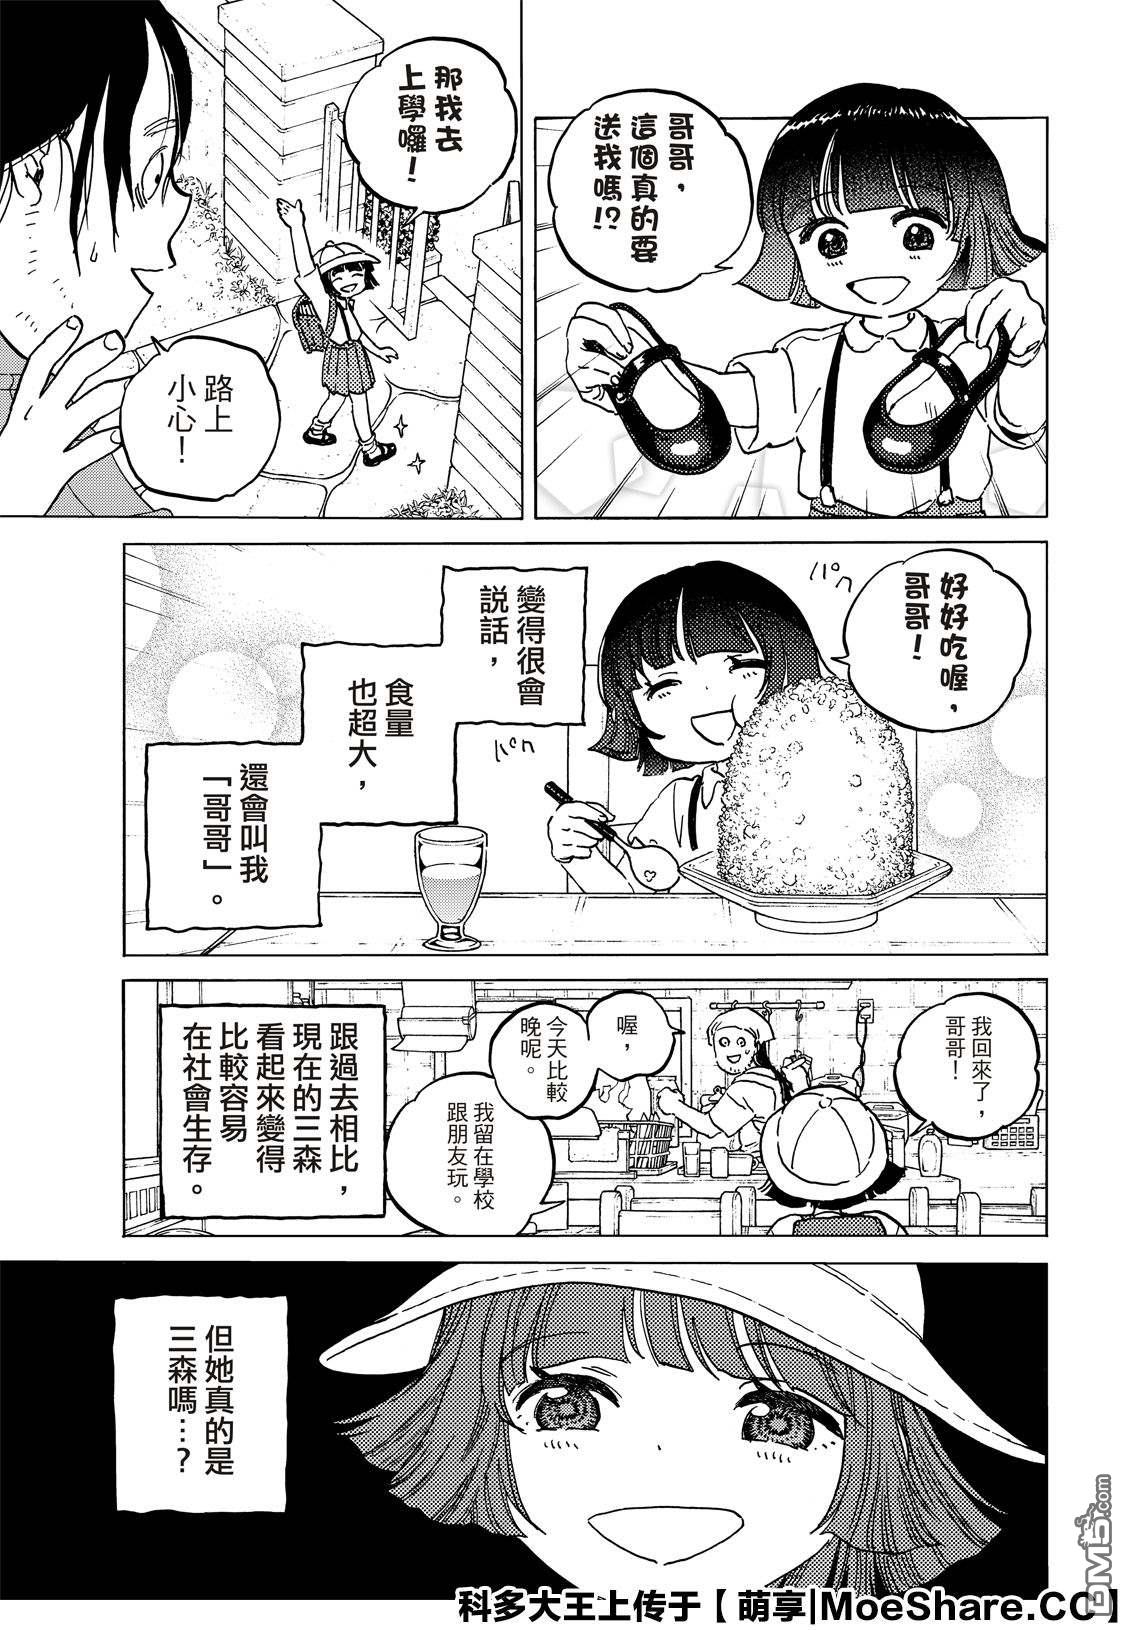 哥哥，
這個真的要
送我嗎!?
那我去
上學囉！
路上
小心！
好好吃喔，
哥哥！
パク
パク
變得很會
説話，
食量
也超大，
還會叫我
「哥哥」。
我回來了，
哥哥！
喔，
今天比較
晚呢。
我留在學校
跟朋友玩。
跟過去相比，
現在的三森
看起來變得
比較容易
在社會生存。
但她真的是
三森嗎…？
DM5.com
科多大王上传于【萌享|MoeShare.CC】